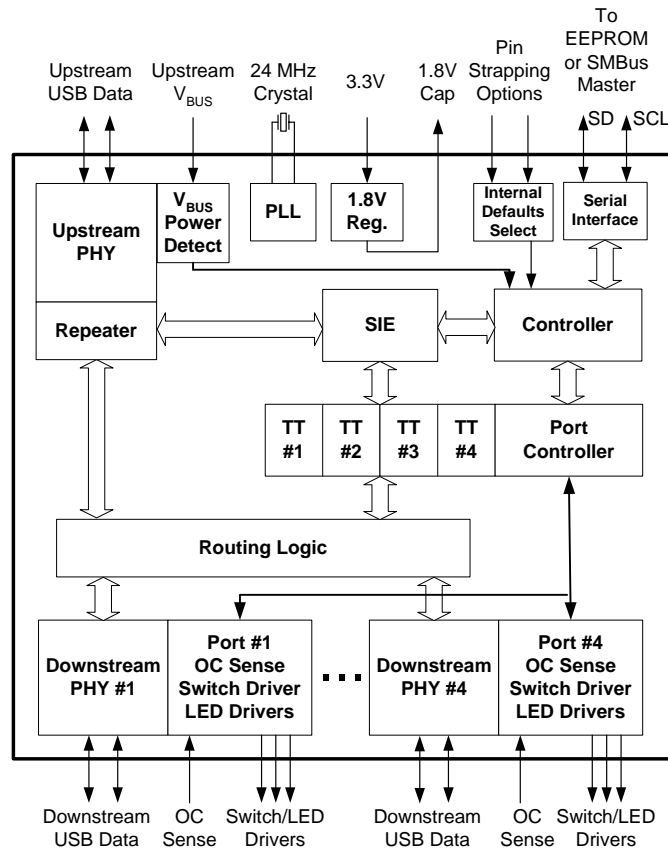 To
EEPROM
or SMBus
Master
Upstream
USB Data
Upstream
VBUS
24 MHz
Crystal
3.3V
1.8V
Cap
Pin
Strapping
Options
SD
SCL
Upstream
PHY
VBUS
Power
Detect
PLL
1.8V
Reg.
Internal
Defaults
Select
Serial
Interface
Repeater
SIE
Controller
TT
#1
TT
#2
TT
#3
TT
#4
Port
Controller
Routing Logic
Downstream
PHY #1
Port #1
OC Sense
Switch Driver
LED Drivers
Downstream
PHY #4
Port #4
OC Sense
Switch Driver
LED Drivers
Downstream
USB Data
OC
Sense
Switch/LED
Drivers
Downstream
USB Data
OC
Sense
Switch/LED
Drivers